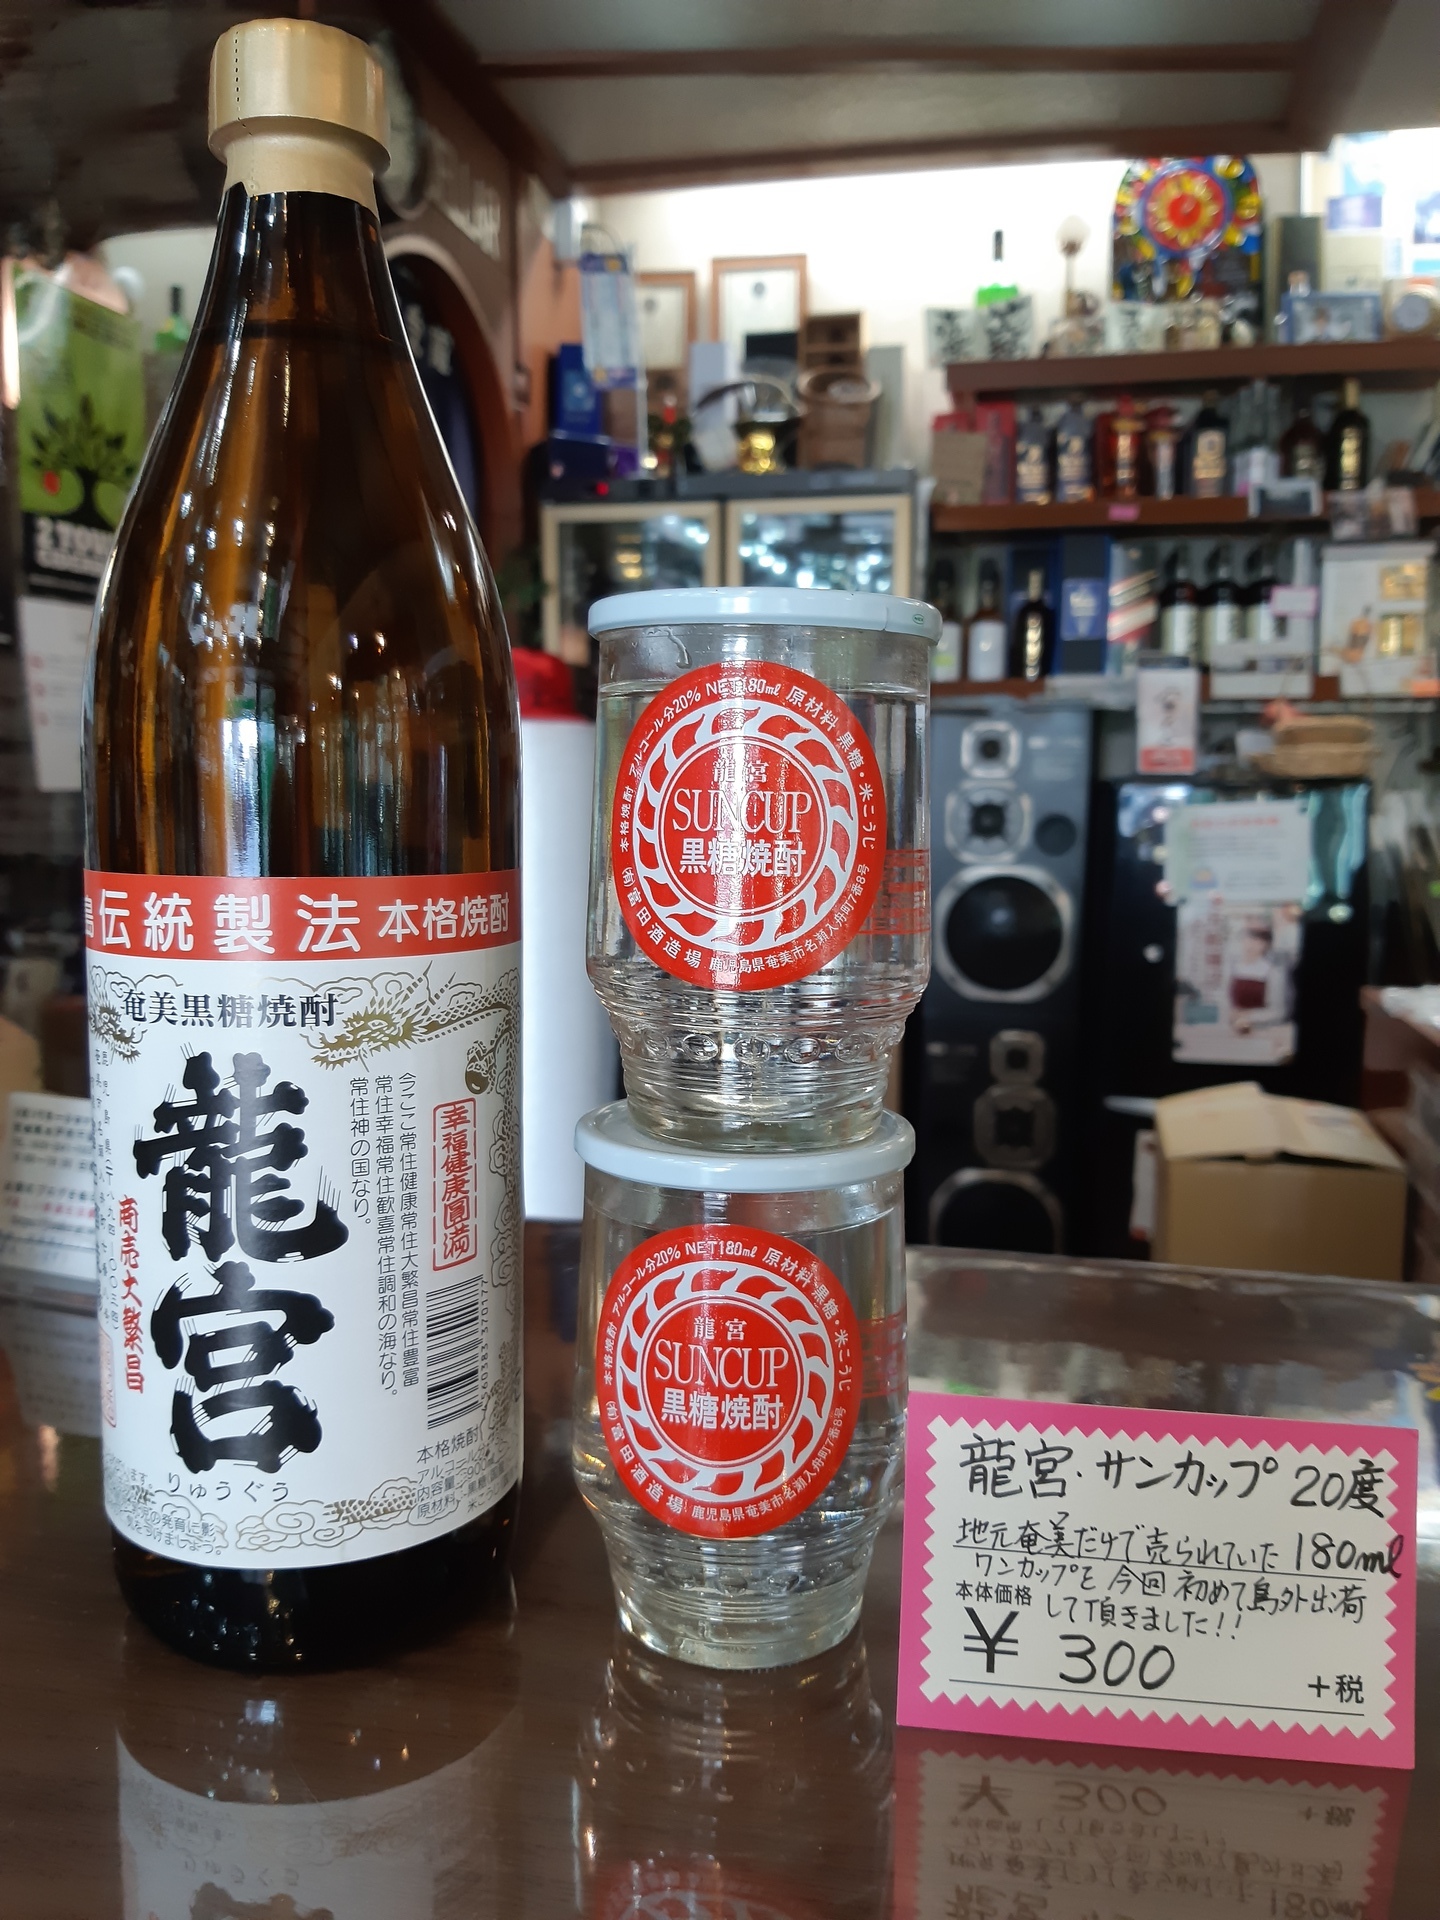 伝統製法 本格焼酎
奄美黒糖焼酎
龍宮
りゅうぐう
商売大繁昌
今ここ常住健康常住大繁昌常住豊富
常住幸福常住歓喜常住調和の海なり。
常住神の国なり。
幸福健康圓満
本格焼酎
本格焼酎 アルコール分20% NET180ml 原材料 黒糖・米こうじ
龍宮
SUNCUP
黒糖焼酎
㈱富田酒造場 鹿児島県奄美市名瀬入舟町7番8号
本格焼酎 アルコール分20% NET180ml 原材料 黒糖・米こうじ
龍宮
SUNCUP
黒糖焼酎
㈱富田酒造場 鹿児島県奄美市名瀬入舟町7番8号
龍宮・サンカップ 20度
地元奄美だけで売られていた 180ml
ワンカップを今回初めて島外出荷
本体価格 して頂きました!!
¥300
+税